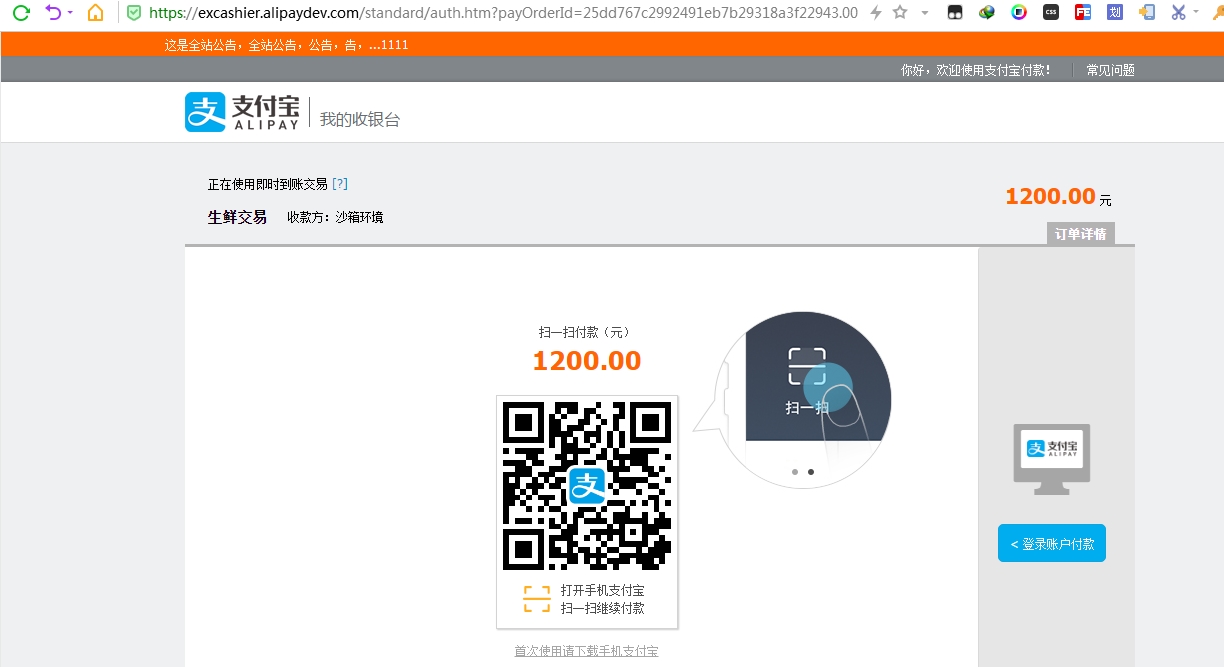 https://excashier.alipaydev.com/standard/auth.htm?payOrderId=25dd767c2992491eb7b29318a3f22943.00
css
FE
划
这是全站公告，全站公告，公告，告，...1111
你好，欢迎使用支付宝付款！ 常见问题
支 支付宝 ALIPAY 我的收银台
正在使用即时到账交易 [?]
1200.00 元
生鲜交易 收款方：沙箱环境
订单详情
扫一扫付款（元）
1200.00
扫一扫
支
支 支付宝 ALIPAY
< 登录账户付款
打开手机支付宝
扫一扫继续付款
首次使用请下载手机支付宝